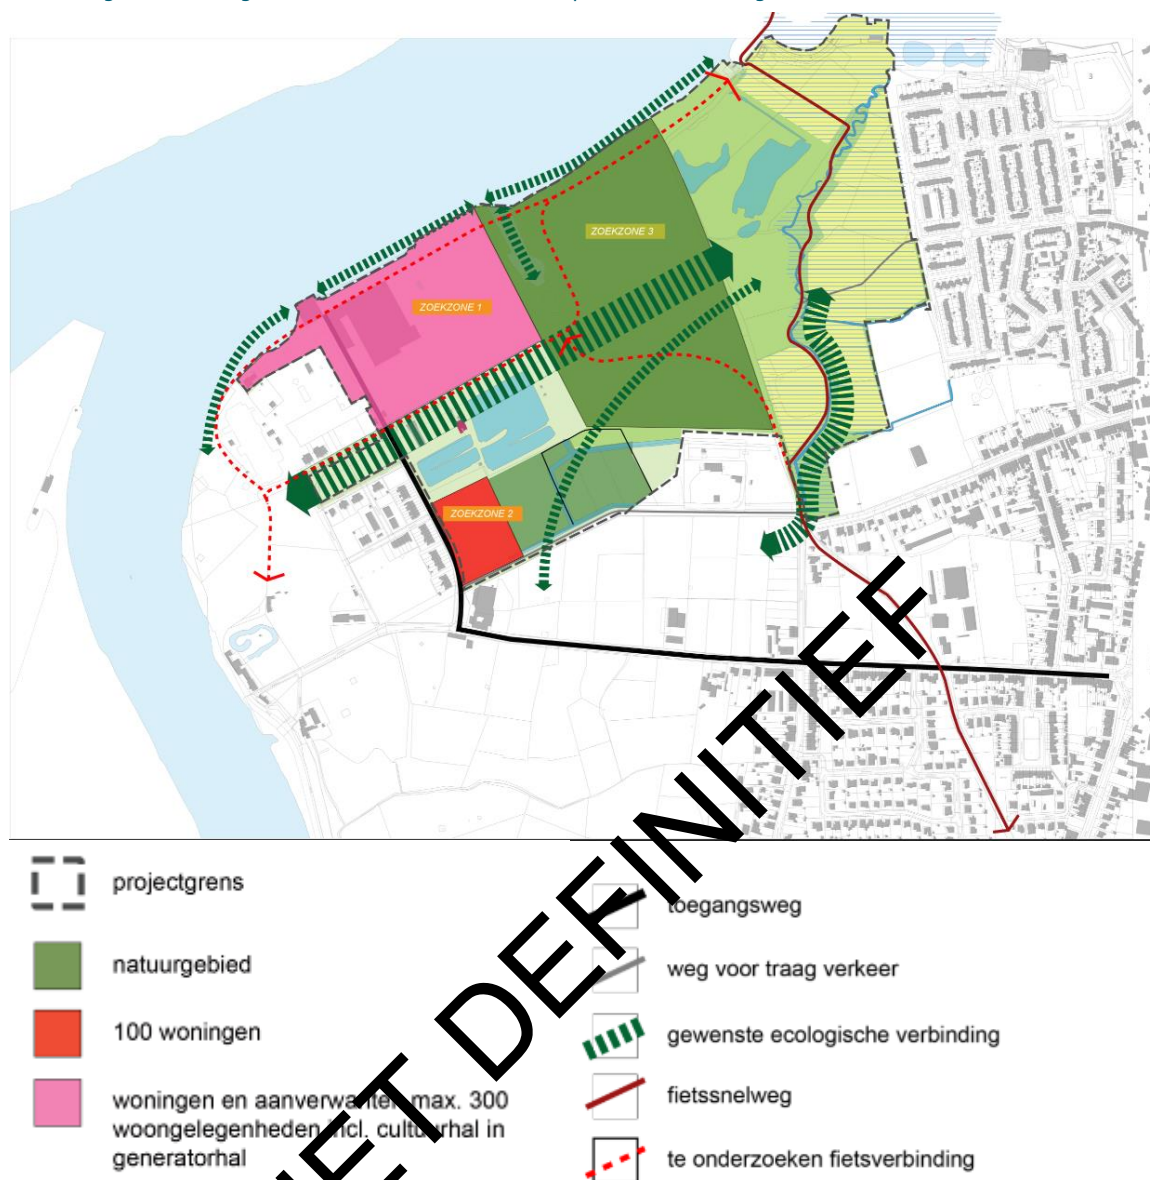 3
ZOEKZONE 3
ZOEKZONE 1
ZOEKZONE 2
projectgrens
natuurgebied
100 woningen
woningen en aanverwanten max. 300
woongelegenheden incl. cultuurhal in
generatorhal
toegangsweg
weg voor traag verkeer
gewenste ecologische verbinding
fietssnelweg
te onderzoeken fietsverbinding
NIET DEFINITIEF